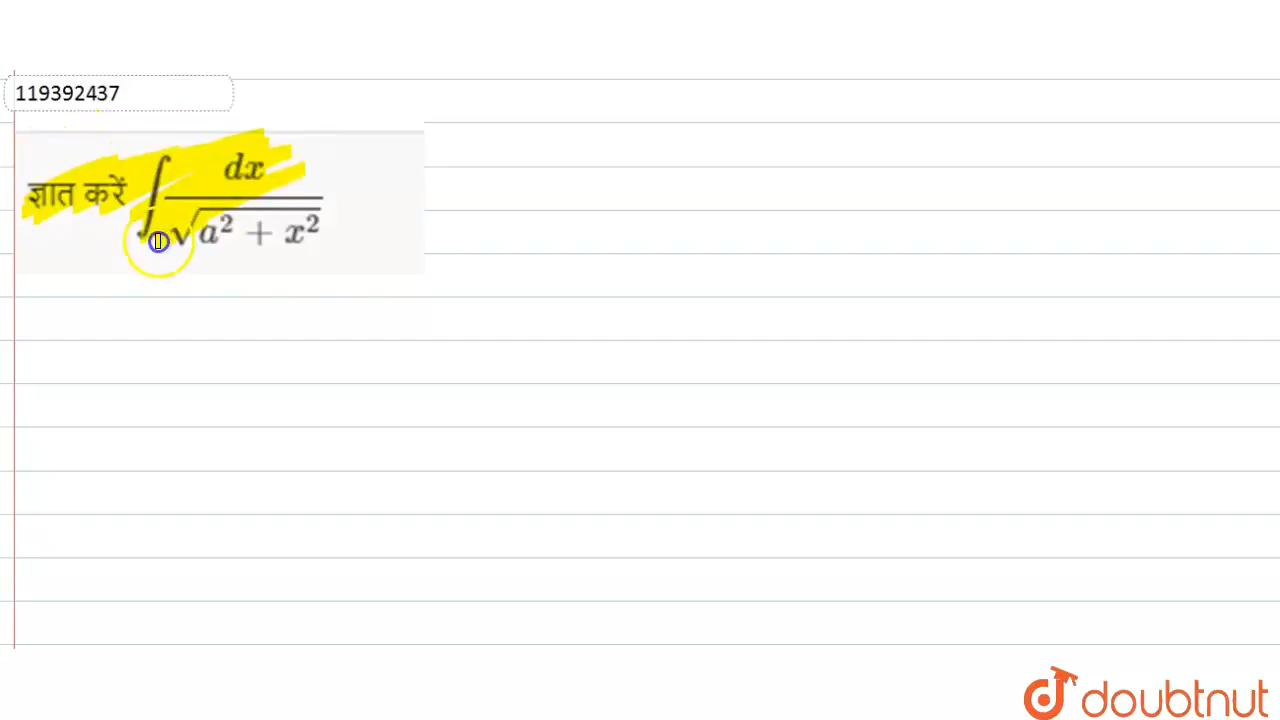 119392437
ज्ञात करें ∫ dx / √(a² + x²)
doubtnut